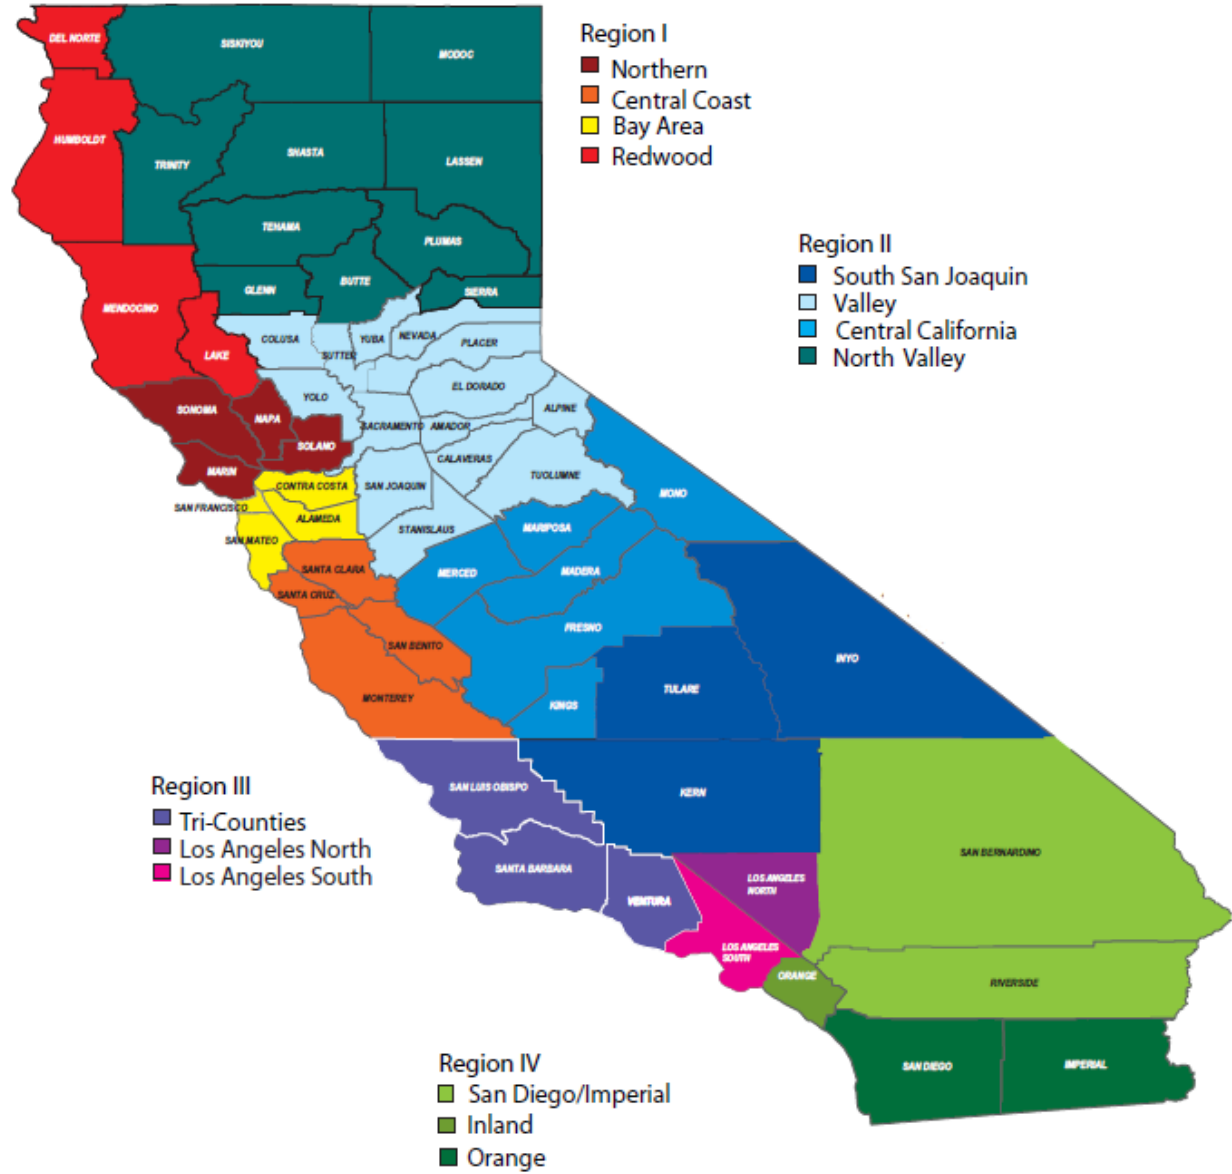 Region I
Northern
Central Coast
Bay Area
Redwood
Region II
South San Joaquin
Valley
Central California
North Valley
Region III
Tri-Counties
Los Angeles North
Los Angeles South
Region IV
San Diego/Imperial
Inland
Orange
DEL NORTE
SISKIYOU
MODOC
HUMBOLDT
TRINITY
SHASTA
LASSEN
TEHAMA
PLUMAS
BUTTE
GLENN
SIERRA
MENDOCINO
LAKE
COLUSA
SUTTER
YUBA
NEVADA
PLACER
EL DORADO
YOLO
ALPINE
SONOMA
NAPA
SOLANO
SACRAMENTO
AMADOR
CALAVERAS
TUOLUMNE
MARIN
CONTRA COSTA
SAN JOAQUIN
MONO
SAN FRANCISCO
ALAMEDA
STANISLAUS
MARIPOSA
SAN MATEO
SANTA CLARA
MERCED
MADERA
SANTA CRUZ
FRESNO
SAN BENITO
INYO
TULARE
MONTEREY
KINGS
SAN LUIS OBISPO
KERN
SAN BERNARDINO
SANTA BARBARA
VENTURA
LOS ANGELES
NORTH
LOS ANGELES
SOUTH
ORANGE
RIVERSIDE
SAN DIEGO
IMPERIAL